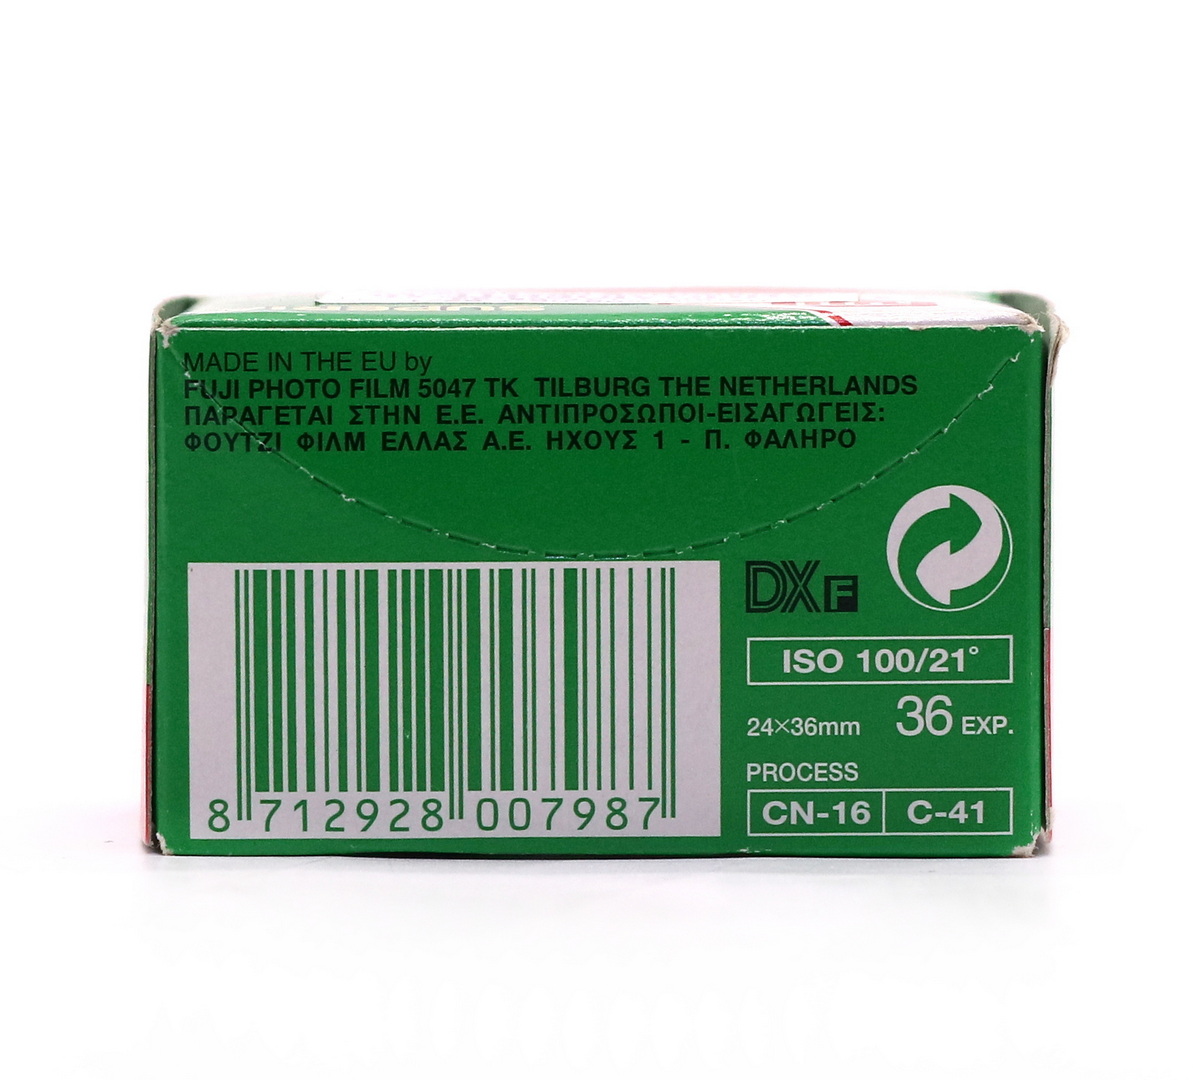 MADE IN THE EU by
FUJI PHOTO FILM 5047 TK TILBURG THE NETHERLANDS
ΠΑΡΑΓΕΤΑΙ ΣΤΗΝ Ε.Ε. ΑΝΤΙΠΡΟΣΩΠΟΙ-ΕΙΣΑΓΩΓΕΙΣ:
ΦΟΥΤΖΙ ΦΙΛΜ ΕΛΛΑΣ Α.Ε. ΗΧΟΥΣ 1 - Π. ΦΑΛΗΡΟ
DXF
ISO 100/21°
24×36mm 36 EXP.
PROCESS
CN-16 C-41
8 712928 007987